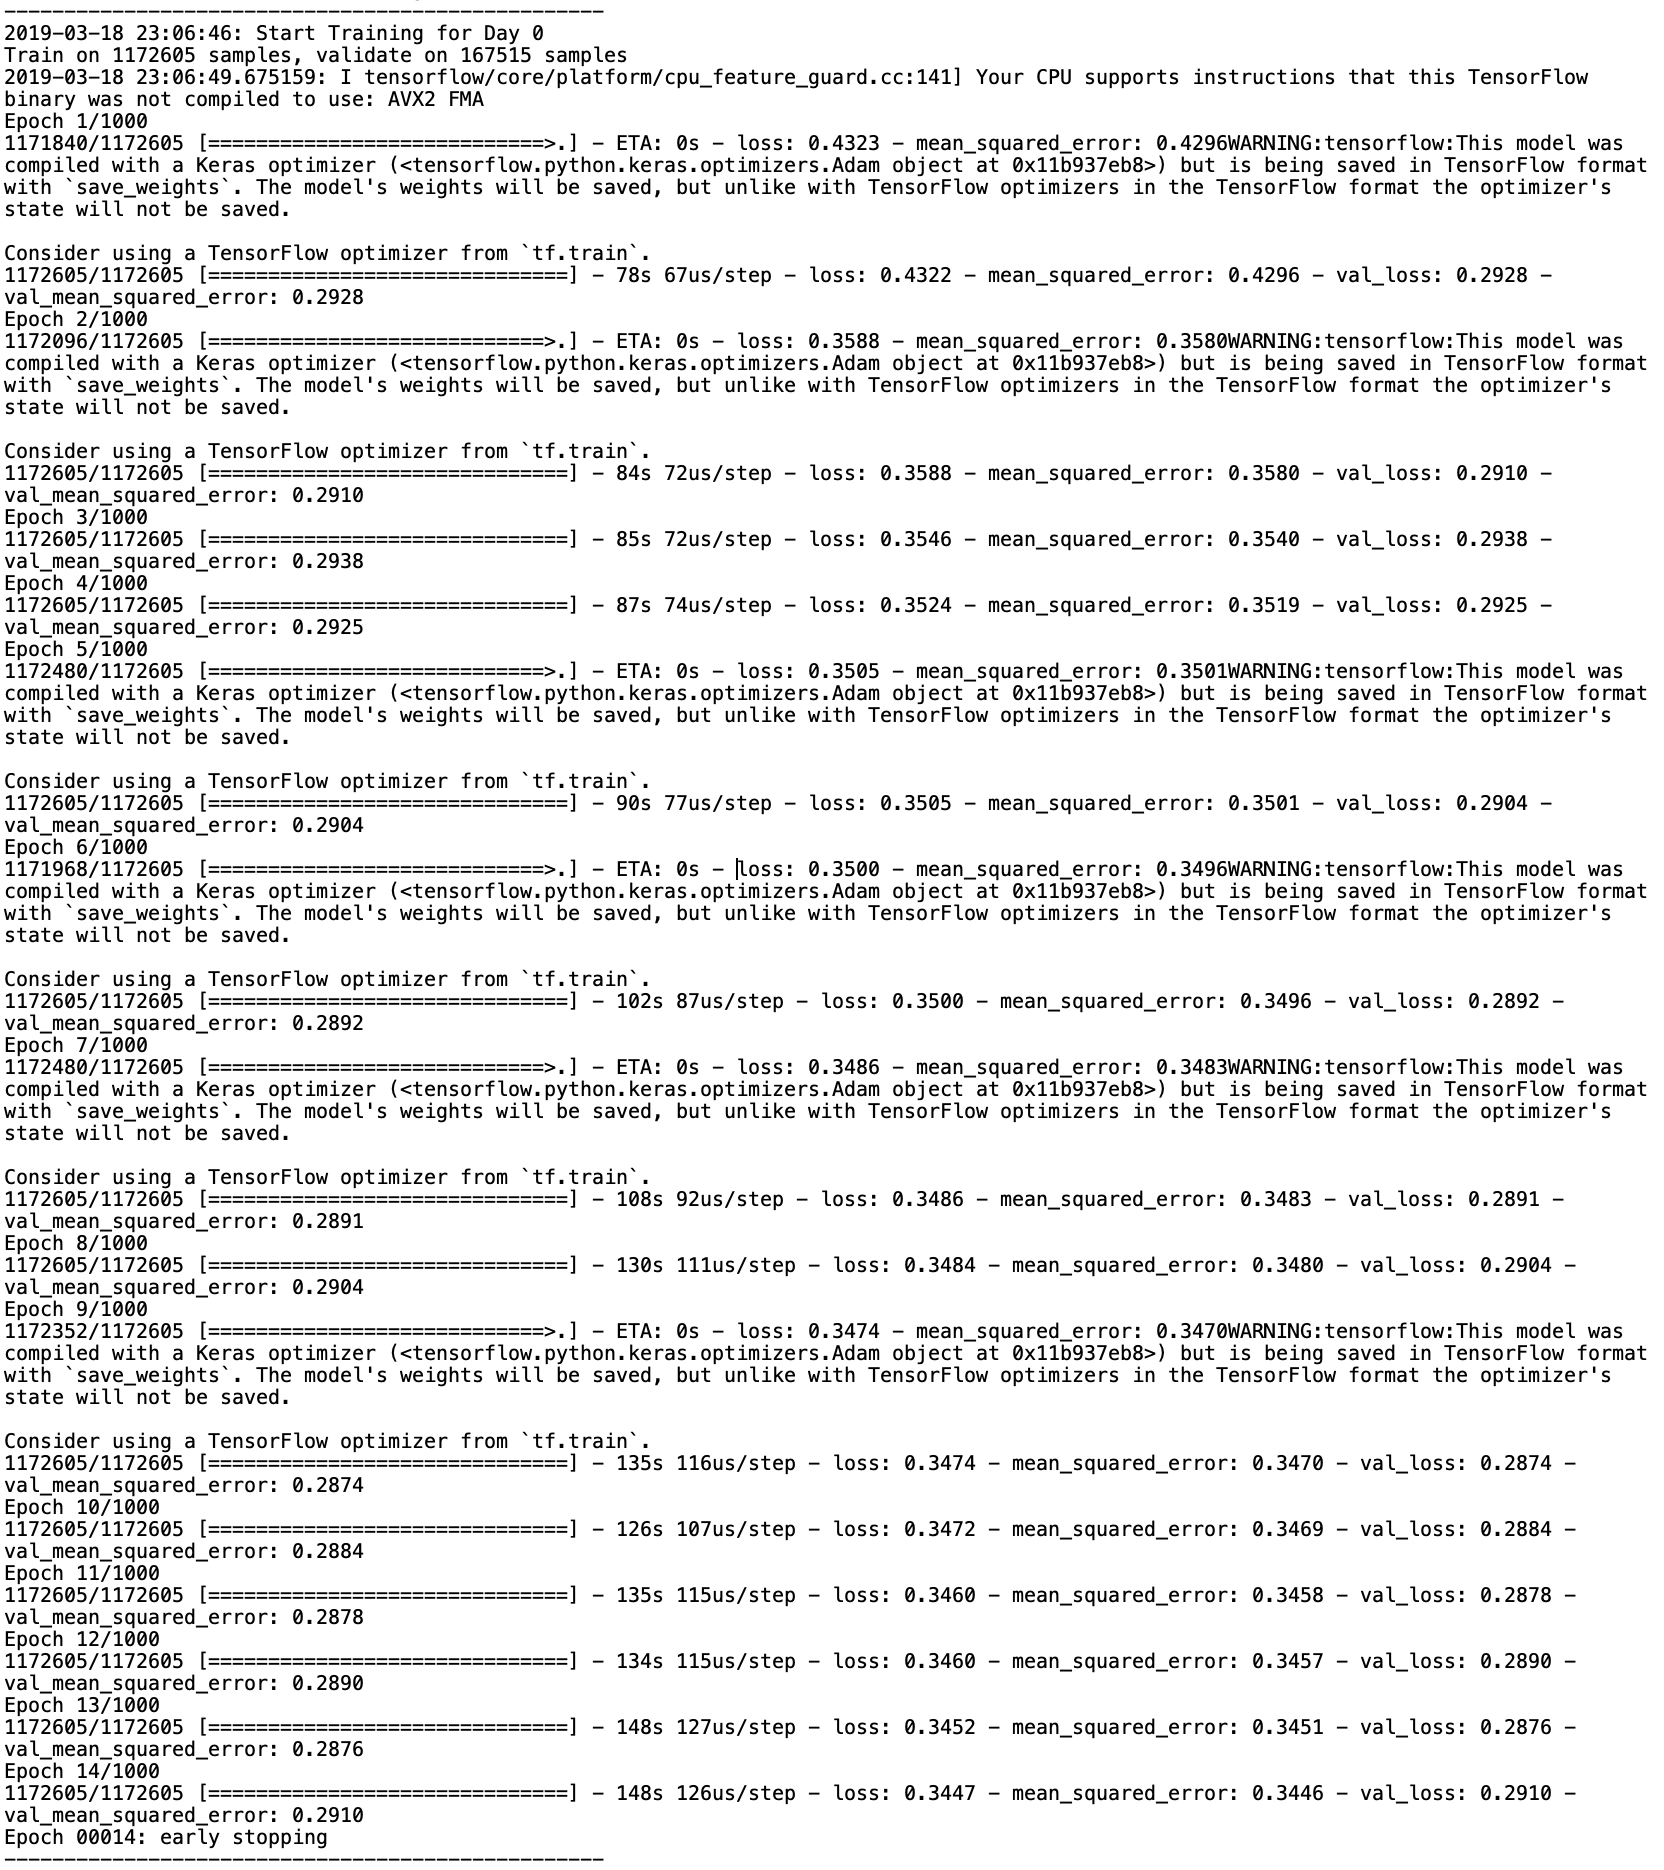 --------------------------------------------------
2019-03-18 23:06:46: Start Training for Day 0
Train on 1172605 samples, validate on 167515 samples
2019-03-18 23:06:49.675159: I tensorflow/core/platform/cpu_feature_guard.cc:141] Your CPU supports instructions that this TensorFlow
binary was not compiled to use: AVX2 FMA
Epoch 1/1000
1171840/1172605 [============================>.] - ETA: 0s - loss: 0.4323 - mean_squared_error: 0.4296WARNING:tensorflow:This model was
compiled with a Keras optimizer (<tensorflow.python.keras.optimizers.Adam object at 0x11b937eb8>) but is being saved in TensorFlow format
with `save_weights`. The model's weights will be saved, but unlike with TensorFlow optimizers in the TensorFlow format the optimizer's
state will not be saved.

Consider using a TensorFlow optimizer from `tf.train`.
1172605/1172605 [==============================] - 78s 67us/step - loss: 0.4322 - mean_squared_error: 0.4296 - val_loss: 0.2928 -
val_mean_squared_error: 0.2928
Epoch 2/1000
1172096/1172605 [============================>.] - ETA: 0s - loss: 0.3588 - mean_squared_error: 0.3580WARNING:tensorflow:This model was
compiled with a Keras optimizer (<tensorflow.python.keras.optimizers.Adam object at 0x11b937eb8>) but is being saved in TensorFlow format
with `save_weights`. The model's weights will be saved, but unlike with TensorFlow optimizers in the TensorFlow format the optimizer's
state will not be saved.

Consider using a TensorFlow optimizer from `tf.train`.
1172605/1172605 [==============================] - 84s 72us/step - loss: 0.3588 - mean_squared_error: 0.3580 - val_loss: 0.2910 -
val_mean_squared_error: 0.2910
Epoch 3/1000
1172605/1172605 [==============================] - 85s 72us/step - loss: 0.3546 - mean_squared_error: 0.3540 - val_loss: 0.2938 -
val_mean_squared_error: 0.2938
Epoch 4/1000
1172605/1172605 [==============================] - 87s 74us/step - loss: 0.3524 - mean_squared_error: 0.3519 - val_loss: 0.2925 -
val_mean_squared_error: 0.2925
Epoch 5/1000
1172480/1172605 [============================>.] - ETA: 0s - loss: 0.3505 - mean_squared_error: 0.3501WARNING:tensorflow:This model was
compiled with a Keras optimizer (<tensorflow.python.keras.optimizers.Adam object at 0x11b937eb8>) but is being saved in TensorFlow format
with `save_weights`. The model's weights will be saved, but unlike with TensorFlow optimizers in the TensorFlow format the optimizer's
state will not be saved.

Consider using a TensorFlow optimizer from `tf.train`.
1172605/1172605 [==============================] - 90s 77us/step - loss: 0.3505 - mean_squared_error: 0.3501 - val_loss: 0.2904 -
val_mean_squared_error: 0.2904
Epoch 6/1000
1171968/1172605 [============================>.] - ETA: 0s - loss: 0.3500 - mean_squared_error: 0.3496WARNING:tensorflow:This model was
compiled with a Keras optimizer (<tensorflow.python.keras.optimizers.Adam object at 0x11b937eb8>) but is being saved in TensorFlow format
with `save_weights`. The model's weights will be saved, but unlike with TensorFlow optimizers in the TensorFlow format the optimizer's
state will not be saved.

Consider using a TensorFlow optimizer from `tf.train`.
1172605/1172605 [==============================] - 102s 87us/step - loss: 0.3500 - mean_squared_error: 0.3496 - val_loss: 0.2892 -
val_mean_squared_error: 0.2892
Epoch 7/1000
1172480/1172605 [============================>.] - ETA: 0s - loss: 0.3486 - mean_squared_error: 0.3483WARNING:tensorflow:This model was
compiled with a Keras optimizer (<tensorflow.python.keras.optimizers.Adam object at 0x11b937eb8>) but is being saved in TensorFlow format
with `save_weights`. The model's weights will be saved, but unlike with TensorFlow optimizers in the TensorFlow format the optimizer's
state will not be saved.

Consider using a TensorFlow optimizer from `tf.train`.
1172605/1172605 [==============================] - 108s 92us/step - loss: 0.3486 - mean_squared_error: 0.3483 - val_loss: 0.2891 -
val_mean_squared_error: 0.2891
Epoch 8/1000
1172605/1172605 [==============================] - 130s 111us/step - loss: 0.3484 - mean_squared_error: 0.3480 - val_loss: 0.2904 -
val_mean_squared_error: 0.2904
Epoch 9/1000
1172352/1172605 [============================>.] - ETA: 0s - loss: 0.3474 - mean_squared_error: 0.3470WARNING:tensorflow:This model was
compiled with a Keras optimizer (<tensorflow.python.keras.optimizers.Adam object at 0x11b937eb8>) but is being saved in TensorFlow format
with `save_weights`. The model's weights will be saved, but unlike with TensorFlow optimizers in the TensorFlow format the optimizer's
state will not be saved.

Consider using a TensorFlow optimizer from `tf.train`.
1172605/1172605 [==============================] - 135s 116us/step - loss: 0.3474 - mean_squared_error: 0.3470 - val_loss: 0.2874 -
val_mean_squared_error: 0.2874
Epoch 10/1000
1172605/1172605 [==============================] - 126s 107us/step - loss: 0.3472 - mean_squared_error: 0.3469 - val_loss: 0.2884 -
val_mean_squared_error: 0.2884
Epoch 11/1000
1172605/1172605 [==============================] - 135s 115us/step - loss: 0.3460 - mean_squared_error: 0.3458 - val_loss: 0.2878 -
val_mean_squared_error: 0.2878
Epoch 12/1000
1172605/1172605 [==============================] - 134s 115us/step - loss: 0.3460 - mean_squared_error: 0.3457 - val_loss: 0.2890 -
val_mean_squared_error: 0.2890
Epoch 13/1000
1172605/1172605 [==============================] - 148s 127us/step - loss: 0.3452 - mean_squared_error: 0.3451 - val_loss: 0.2876 -
val_mean_squared_error: 0.2876
Epoch 14/1000
1172605/1172605 [==============================] - 148s 126us/step - loss: 0.3447 - mean_squared_error: 0.3446 - val_loss: 0.2910 -
val_mean_squared_error: 0.2910
Epoch 00014: early stopping
--------------------------------------------------